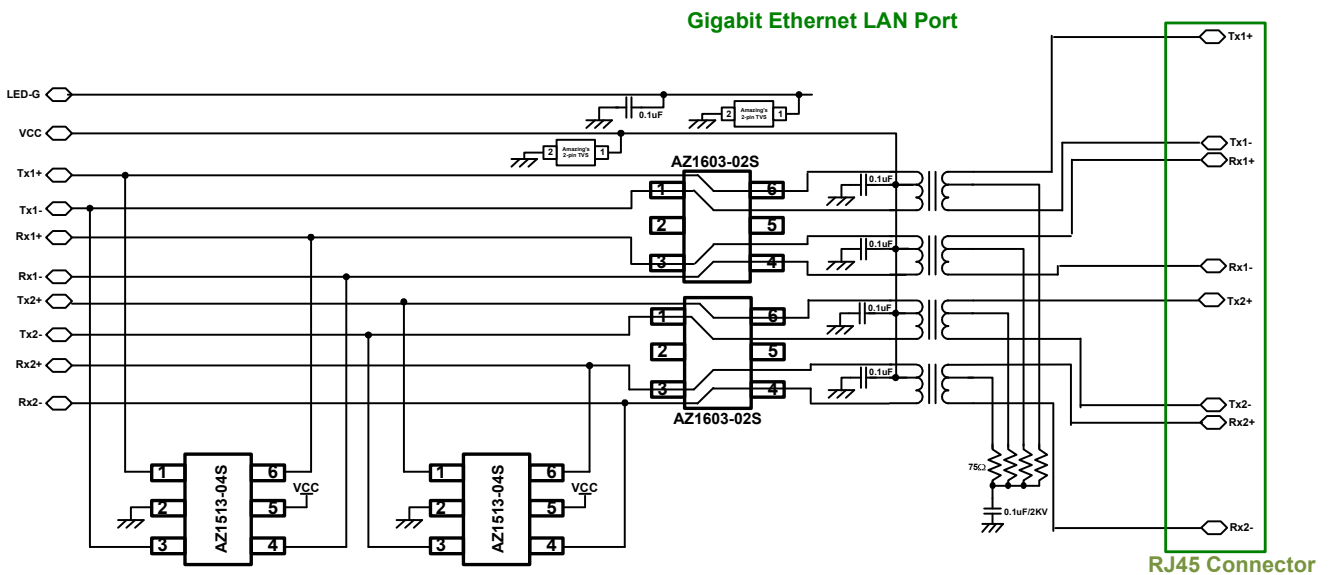 Gigabit Ethernet LAN Port
Tx1+
LED-G
0.1uF
2
Amazing's
2-pin TVS
1
VCC
2
Amazing's
2-pin TVS
1
Tx1-
Rx1+
AZ1603-02S
Tx1+
1
6
0.1uF
Tx1-
2
5
Rx1+
3
4
0.1uF
Rx1-
Rx1-
Tx2+
Tx2+
1
6
0.1uF
Tx2-
2
5
Rx2+
3
4
0.1uF
Rx2-
Tx2-
AZ1603-02S
Rx2+
1
6
AZ1513-04S
VCC
2
5
3
4
1
6
AZ1513-04S
VCC
2
5
3
4
75Ω
0.1uF/2KV
Rx2-
RJ45 Connector